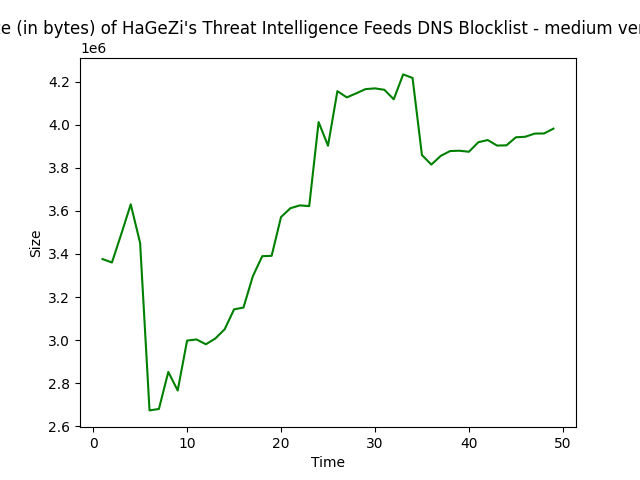 e (in bytes) of HaGeZi's Threat Intelligence Feeds DNS Blocklist - medium ver
1e6
4.2
4.0
3.8
3.6
3.4
3.2
3.0
2.8
2.6
Size
0 10 20 30 40 50
Time